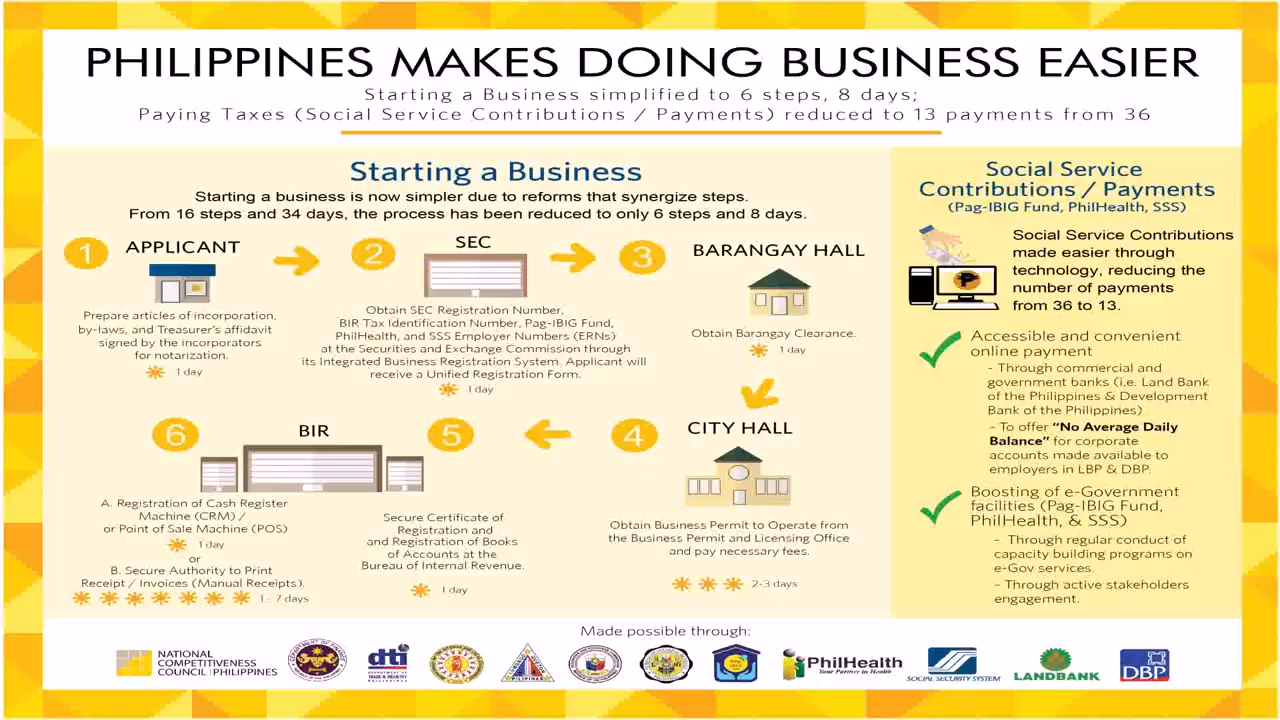 PHILIPPINES MAKES DOING BUSINESS EASIER
Starting a Business simplified to 6 steps, 8 days;
Paying Taxes (Social Service Contributions / Payments) reduced to 13 payments from 36
Starting a Business
Starting a business is now simpler due to reforms that synergize steps.
From 16 steps and 34 days, the process has been reduced to only 6 steps and 8 days.
1
APPLICANT
Prepare articles of incorporation,
by-laws, and Treasurer's affidavit
signed by the incorporators
for notarization.
1 day
2
SEC
Obtain SEC Registration Number,
BIR Tax Identification Number, Pag-IBIG Fund,
PhilHealth, and SSS Employer Numbers (ERNs)
at the Securities and Exchange Commission through
its Integrated Business Registration System. Applicant will
receive a Unified Registration Form.
1 day
3
BARANGAY HALL
Obtain Barangay Clearance.
1 day
4
CITY HALL
Obtain Business Permit to Operate from
the Business Permit and Licensing Office
and pay necessary fees.
2-3 days
5
BIR
Secure Certificate of
Registration and
and Registration of Books
of Accounts at the
Bureau of Internal Revenue.
1 day
6
A. Registration of Cash Register
Machine (CRM) /
or Point of Sale Machine (POS)
1 day
or
B. Secure Authority to Print
Receipt / Invoices (Manual Receipts).
1 - 7 days
Social Service
Contributions / Payments
(Pag-IBIG Fund, PhilHealth, SSS)
Social Service Contributions
made easier through
technology, reducing the
number of payments
from 36 to 13.
Accessible and convenient
online payment
- Through commercial and
government banks (i.e. Land Bank
of the Philippines & Development
Bank of the Philippines)
- To offer "No Average Daily
Balance" for corporate
accounts made available to
employers in LBP & DBP.
Boosting of e-Government
facilities (Pag-IBIG Fund,
PhilHealth, & SSS)
- Through regular conduct of
capacity building programs on
e-Gov services.
- Through active stakeholders
engagement.
Made possible through:
NATIONAL
COMPETITIVENESS
COUNCIL PHILIPPINES
dti
DEPARTMENT OF
TRADE & INDUSTRY
PHILIPPINES
PILIPINAS
PhilHealth
Your Partner in Health
SOCIAL SECURITY SYSTEM
LANDBANK
DBP